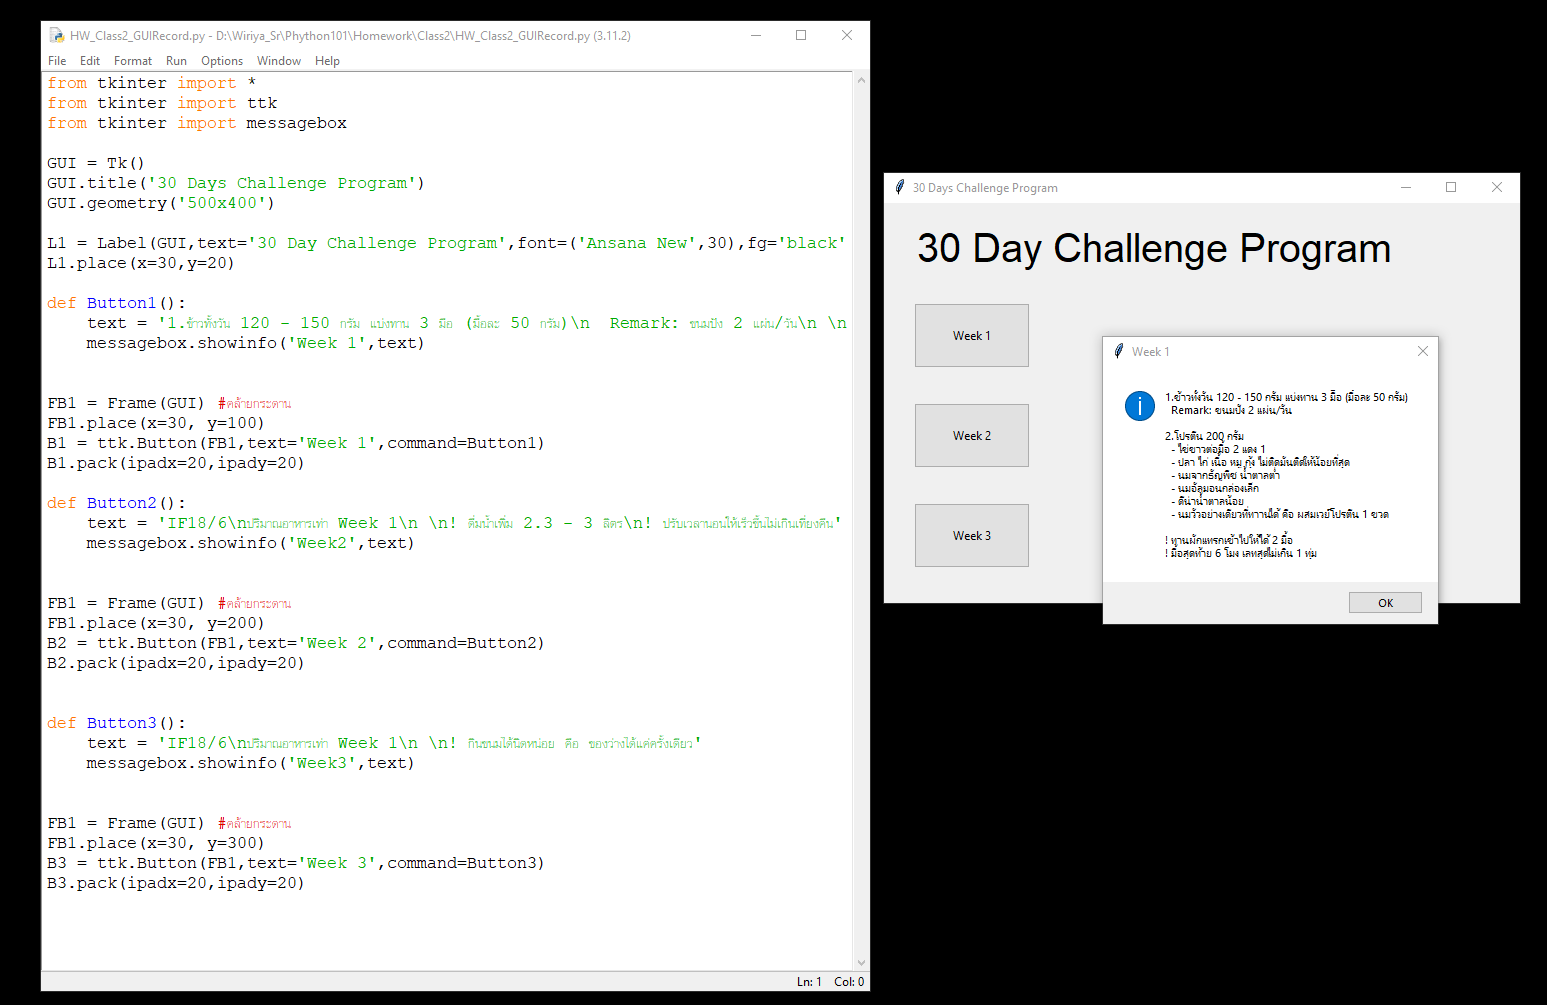 HW_Class2_GUIRecord.py - D:\Wiriya_Sr\Phython101\Homework\Class2\HW_Class2_GUIRecord.py (3.11.2)
File Edit Format Run Options Window Help
from tkinter import *
from tkinter import ttk
from tkinter import messagebox
GUI = Tk()
GUI.title('30 Days Challenge Program')
GUI.geometry('500x400')
L1 = Label(GUI,text='30 Day Challenge Program',font=('Ansana New',30),fg='black'
L1.place(x=30,y=20)
def Button1():
text = '1.ข้าวทั้งวัน 120 - 150 กรัม แบ่งทาน 3 มื้อ (มื้อละ 50 กรัม)\n  Remark: ขนมปัง 2 แผ่น/วัน\n \n
messagebox.showinfo('Week 1',text)
FB1 = Frame(GUI) #คล้ายกระดาน
FB1.place(x=30, y=100)
B1 = ttk.Button(FB1,text='Week 1',command=Button1)
B1.pack(ipadx=20,ipady=20)
def Button2():
text = 'IF18/6\nปริมาณอาหารเท่า Week 1\n \n! ดื่มน้ำเพิ่ม 2.3 - 3 ลิตร\n! ปรับเวลานอนให้เร็วขึ้นไม่เกินเที่ยงคืน'
messagebox.showinfo('Week2',text)
FB1 = Frame(GUI) #คล้ายกระดาน
FB1.place(x=30, y=200)
B2 = ttk.Button(FB1,text='Week 2',command=Button2)
B2.pack(ipadx=20,ipady=20)
def Button3():
text = 'IF18/6\nปริมาณอาหารเท่า Week 1\n \n! กินขนมได้นิดหน่อย คือ ของว่างได้แค่ครั้งเดียว'
messagebox.showinfo('Week3',text)
FB1 = Frame(GUI) #คล้ายกระดาน
FB1.place(x=30, y=300)
B3 = ttk.Button(FB1,text='Week 3',command=Button3)
B3.pack(ipadx=20,ipady=20)
Ln: 1 Col: 0
30 Days Challenge Program
30 Day Challenge Program
Week 1
Week 2
Week 3
Week 1
1.ข้าวทั้งวัน 120 - 150 กรัม แบ่งทาน 3 มื้อ (มื้อละ 50 กรัม)
Remark: ขนมปัง 2 แผ่น/วัน
2.โปรตีน 200 กรัม
- ไข่ขาวต่อมื้อ 2 แดง 1
- ปลา ไก่ เนื้อ หมู กุ้ง ไม่ติดมันติดให้น้อยที่สุด
- นมจากธัญพืช น้ำตาลต่ำ
- นมอัลมอนกล่องเล็ก
- ดีน่าน้ำตาลน้อย
- นมวัวอย่างเดียวที่ทานได้ คือ ผสมเวย์โปรตีน 1 ขวด
! ทานผักแทรกเข้าไปให้ได้ 2 มื้อ
! มื้อสุดท้าย 6 โมง เลทสุดไม่เกิน 1 ทุ่ม
OK